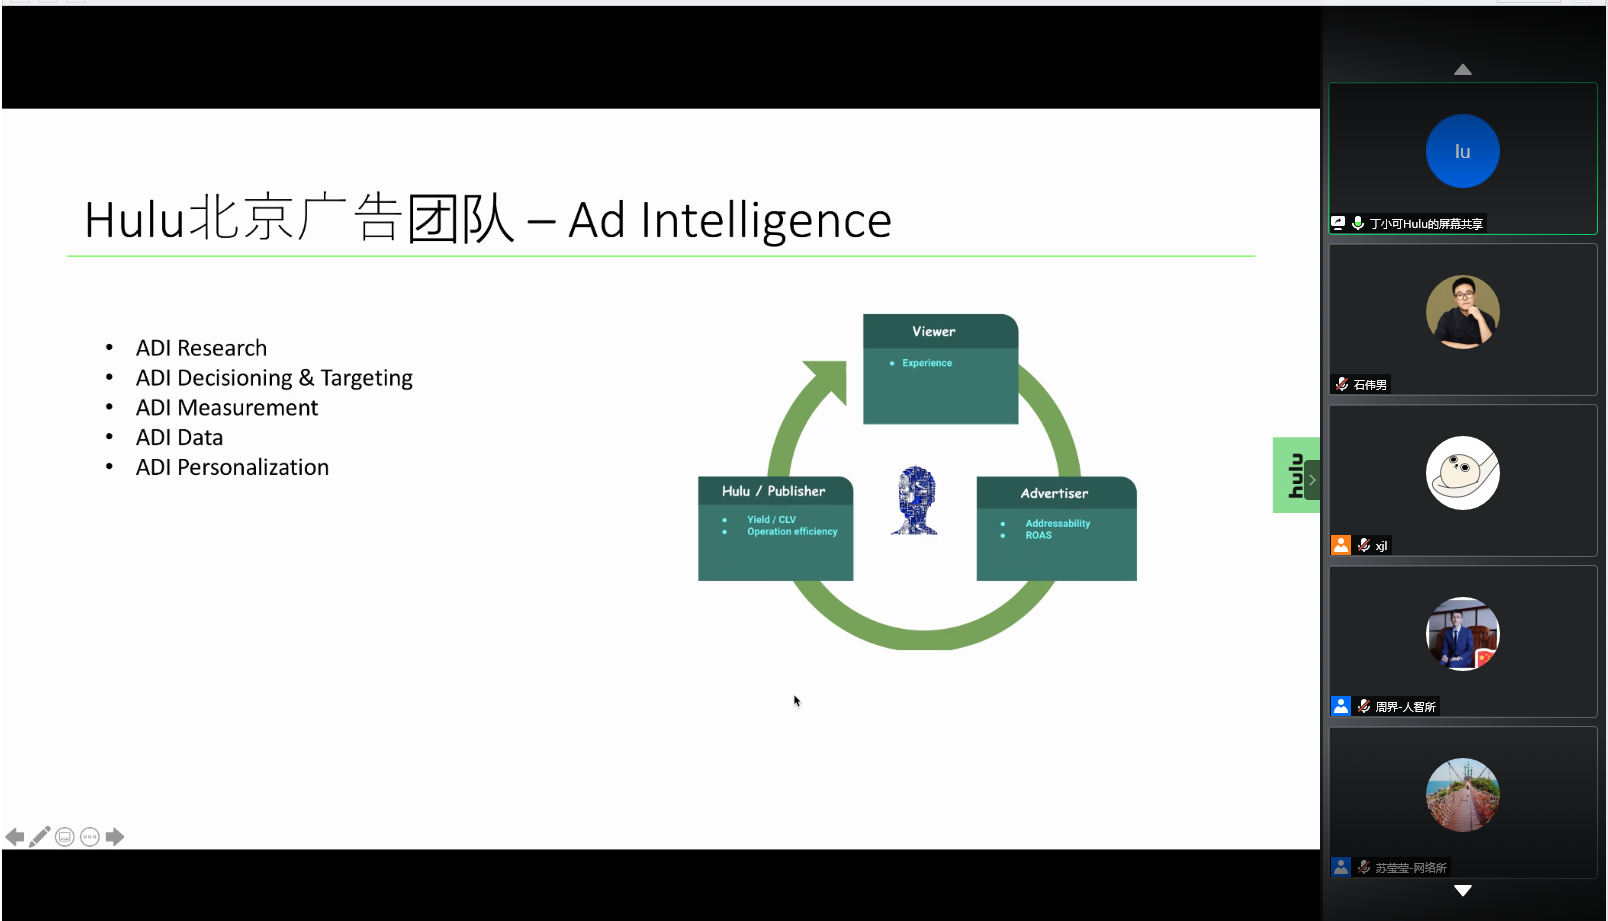 Hulu北京广告团队 – Ad Intelligence
• ADI Research
• ADI Decisioning & Targeting
• ADI Measurement
• ADI Data
• ADI Personalization
Viewer
• Experience
Hulu / Publisher
• Yield / CLV
• Operation efficiency
Advertiser
• Addressability
• ROAS
hulu
lu
丁小可Hulu的屏幕共享
石伟男
xjl
周界-人智所
苏莹莹-网络所